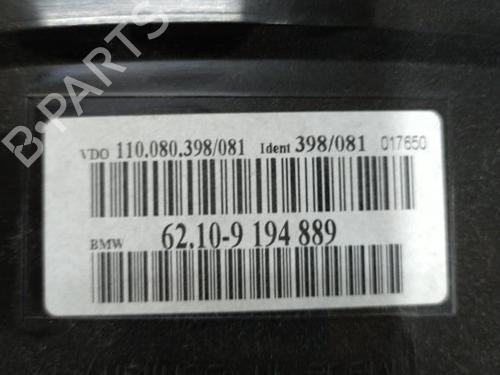 B-PARTS
VDO 110.080.398/081 Ident 398/081 017650
BMW 62.10-9 194 889